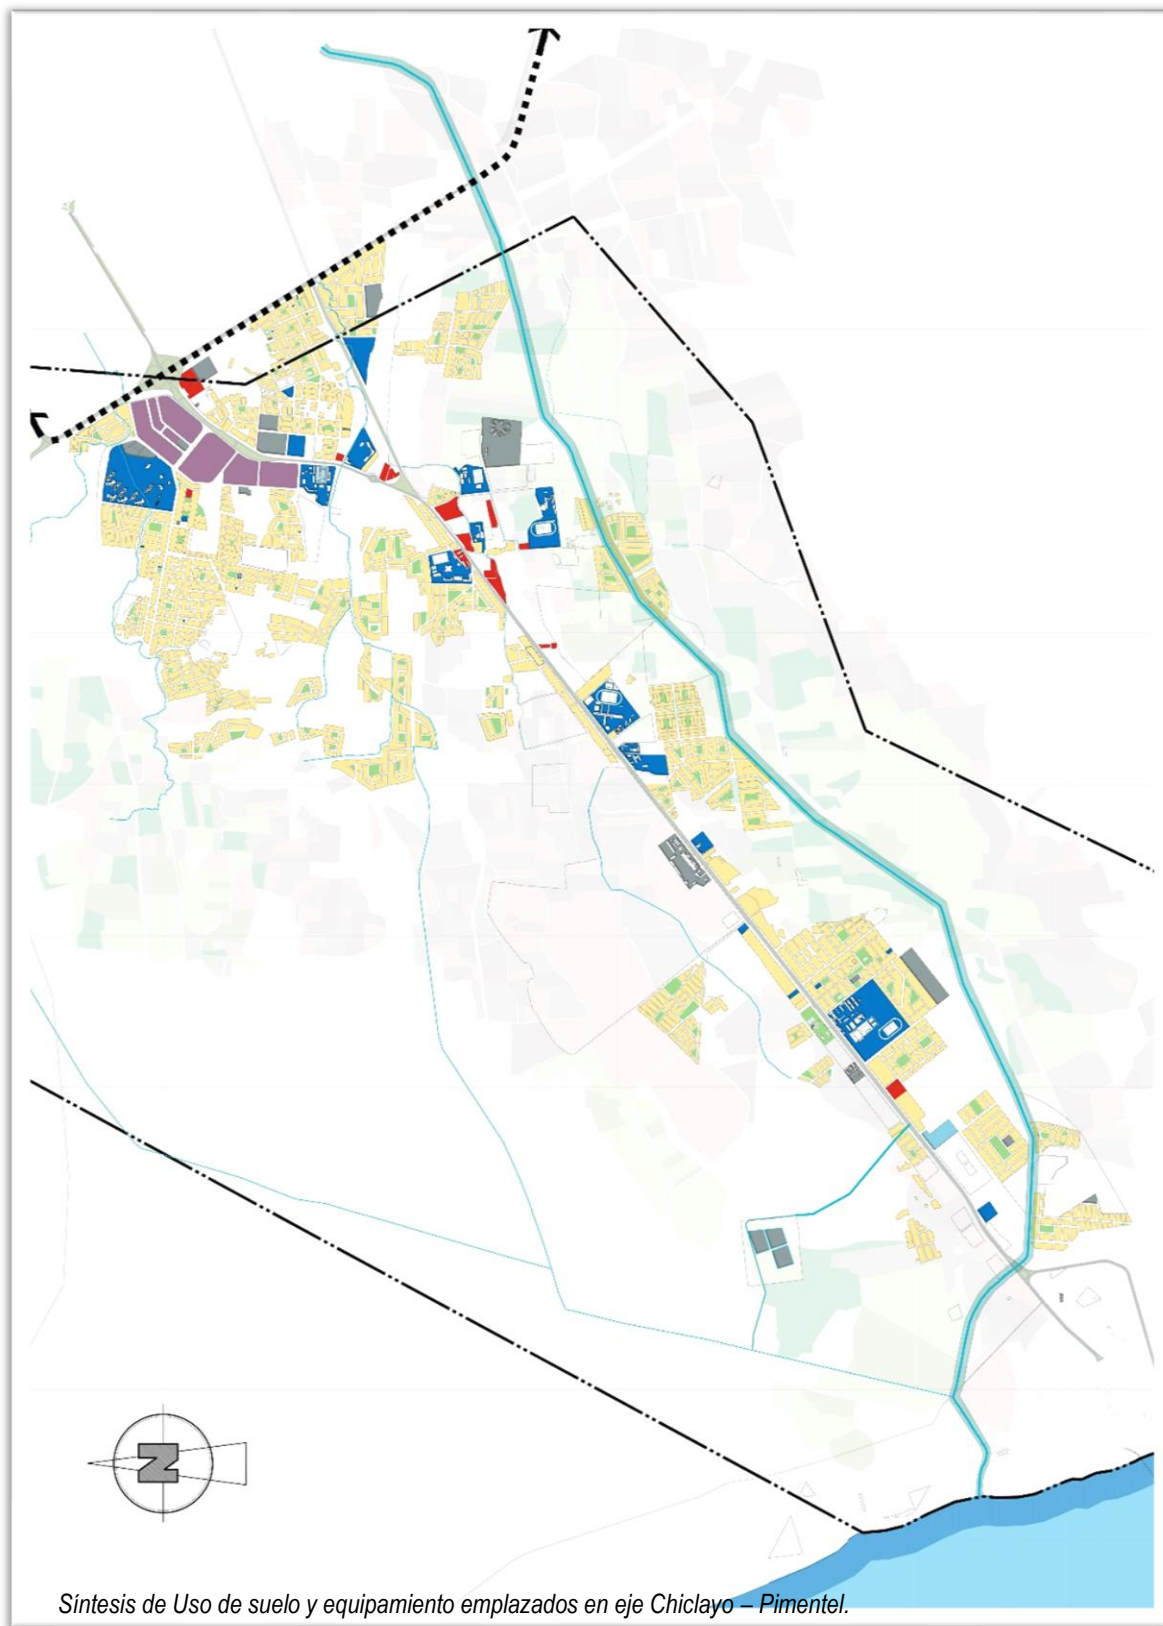 N
Síntesis de Uso de suelo y equipamiento emplazados en eje Chiclayo – Pimentel.